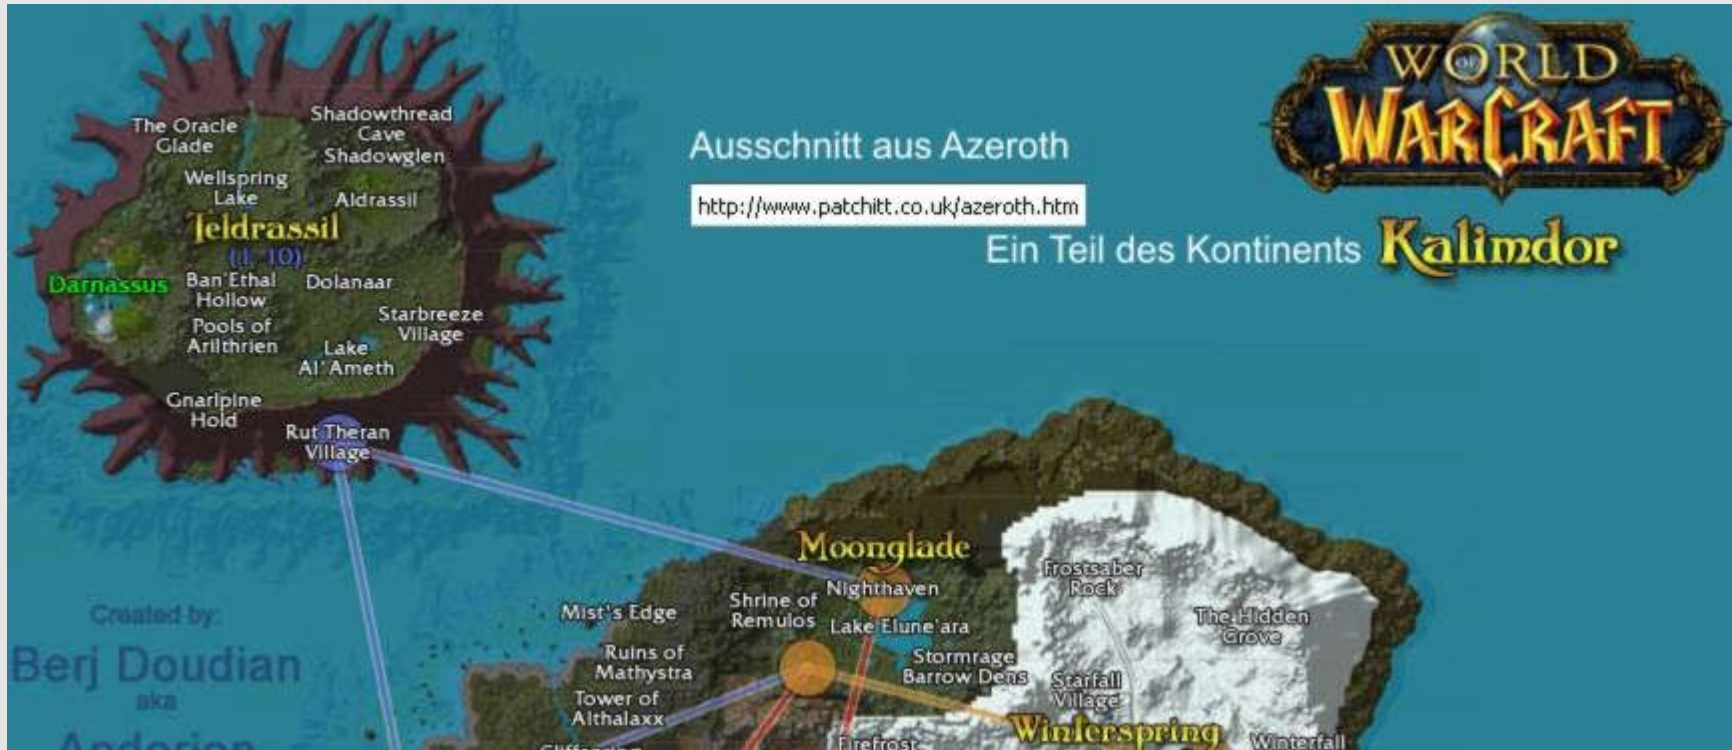 WORLD
OF
WARCRAFT
Ausschnitt aus Azeroth
http://www.patchitt.co.uk/azeroth.htm
Ein Teil des Kontinents Kalimdor
The Oracle
Glade
Shadowthread
Cave
Shadowglen
Wellspring
Lake
Aldrassil
Teldrassil
(1-10)
Darnassus
Ban'Ethal
Hollow
Dolanaar
Starbreeze
Village
Pools of
Arilthrien
Lake
Al'Ameth
Gnarlpine
Hold
Rut'Theran
Village
Moonglade
Nighthaven
Frostsaber
Rock
Mist's Edge
Shrine of
Remulos
Lake Elune'ara
The Hidden
Grove
Ruins of
Mathystra
Stormrage
Barrow Dens
Starfall
Village
Tower of
Althalaxx
Winterspring
Firefrost
Winterfall
Created by:
Berj Doudian
aka